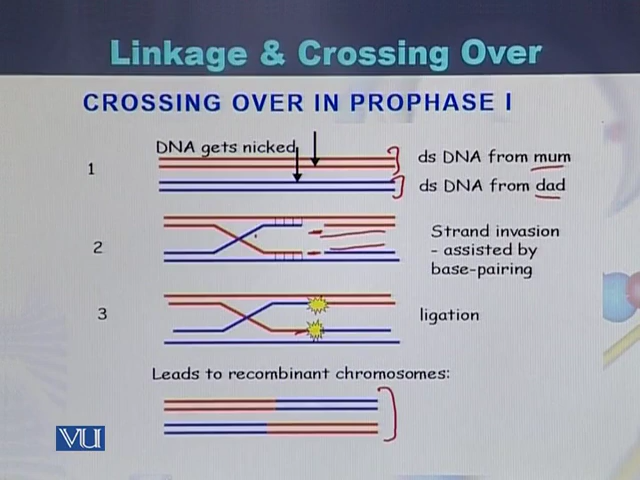 Linkage & Crossing Over
CROSSING OVER IN PROPHASE I
DNA gets nicked
1
ds DNA from mum
ds DNA from dad
2
Strand invasion
- assisted by
base-pairing
3
ligation
Leads to recombinant chromosomes:
VU